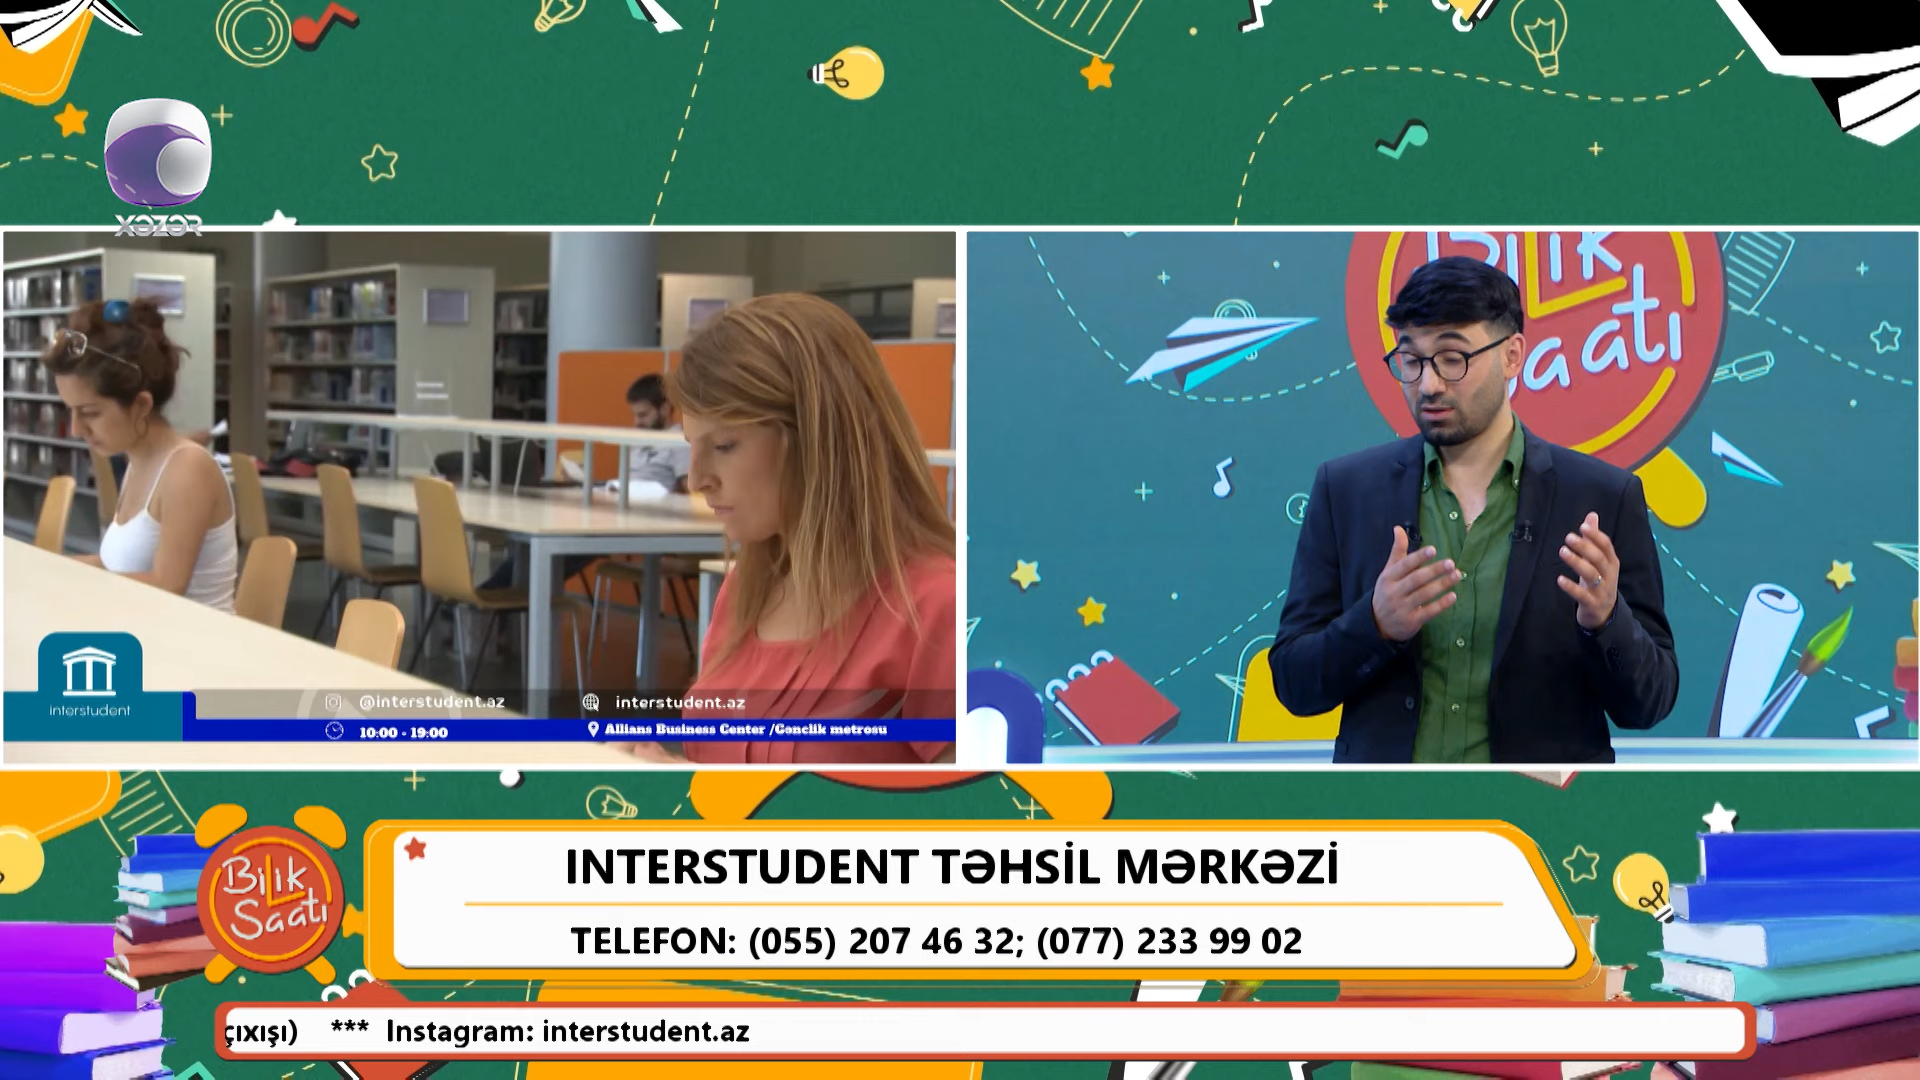 XƏZƏR
Bilik
Saatı
interstudent
@interstudent.az
interstudent.az
10:00 - 19:00
Allians Business Center /Gənclik metrosu
Bilik
Saatı
INTERSTUDENT TƏHSİL MƏRKƏZİ
TELEFON: (055) 207 46 32; (077) 233 99 02
çıxışı) *** Instagram: interstudent.az